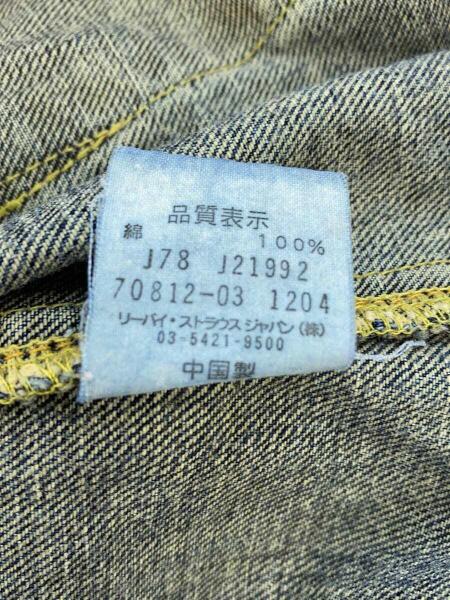 品質表示
綿 100%
J78 J21992
70812-03 1204
リーバイ・ストラウス ジャパン(株)
03-5421-9500
中国製